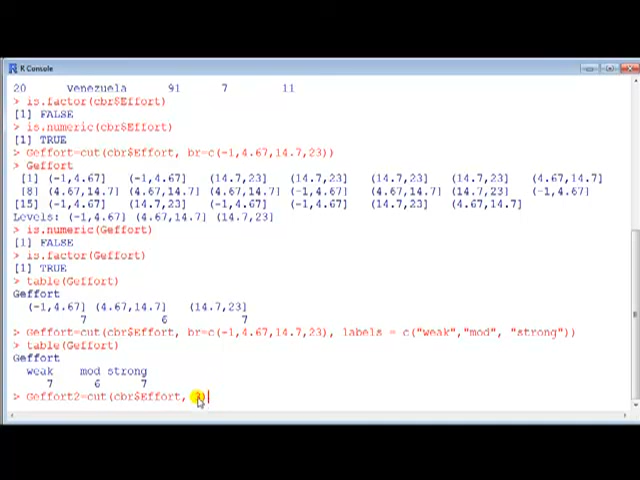 R Console
20 Venezuela 91 7 11
> is.factor(cbr$Effort)
[1] FALSE
> is.numeric(cbr$Effort)
[1] TRUE
> Geffort=cut(cbr$Effort, br=c(-1,4.67,14.7,23))
> Geffort
[1] (-1,4.67] (-1,4.67] (14.7,23] (14.7,23] (14.7,23] (14.7,23] (4.67,14.7]
[8] (4.67,14.7] (4.67,14.7] (4.67,14.7] (-1,4.67] (4.67,14.7] (14.7,23] (-1,4.67]
[15] (-1,4.67] (14.7,23] (-1,4.67] (-1,4.67] (14.7,23] (4.67,14.7]
Levels: (-1,4.67] (4.67,14.7] (14.7,23]
> is.numeric(Geffort)
[1] FALSE
> is.factor(Geffort)
[1] TRUE
> table(Geffort)
Geffort
(-1,4.67] (4.67,14.7] (14.7,23]
7 6 7
> Geffort=cut(cbr$Effort, br=c(-1,4.67,14.7,23), labels = c("weak","mod", "strong"))
> table(Geffort)
Geffort
weak mod strong
7 6 7
> Geffort2=cut(cbr$Effort,